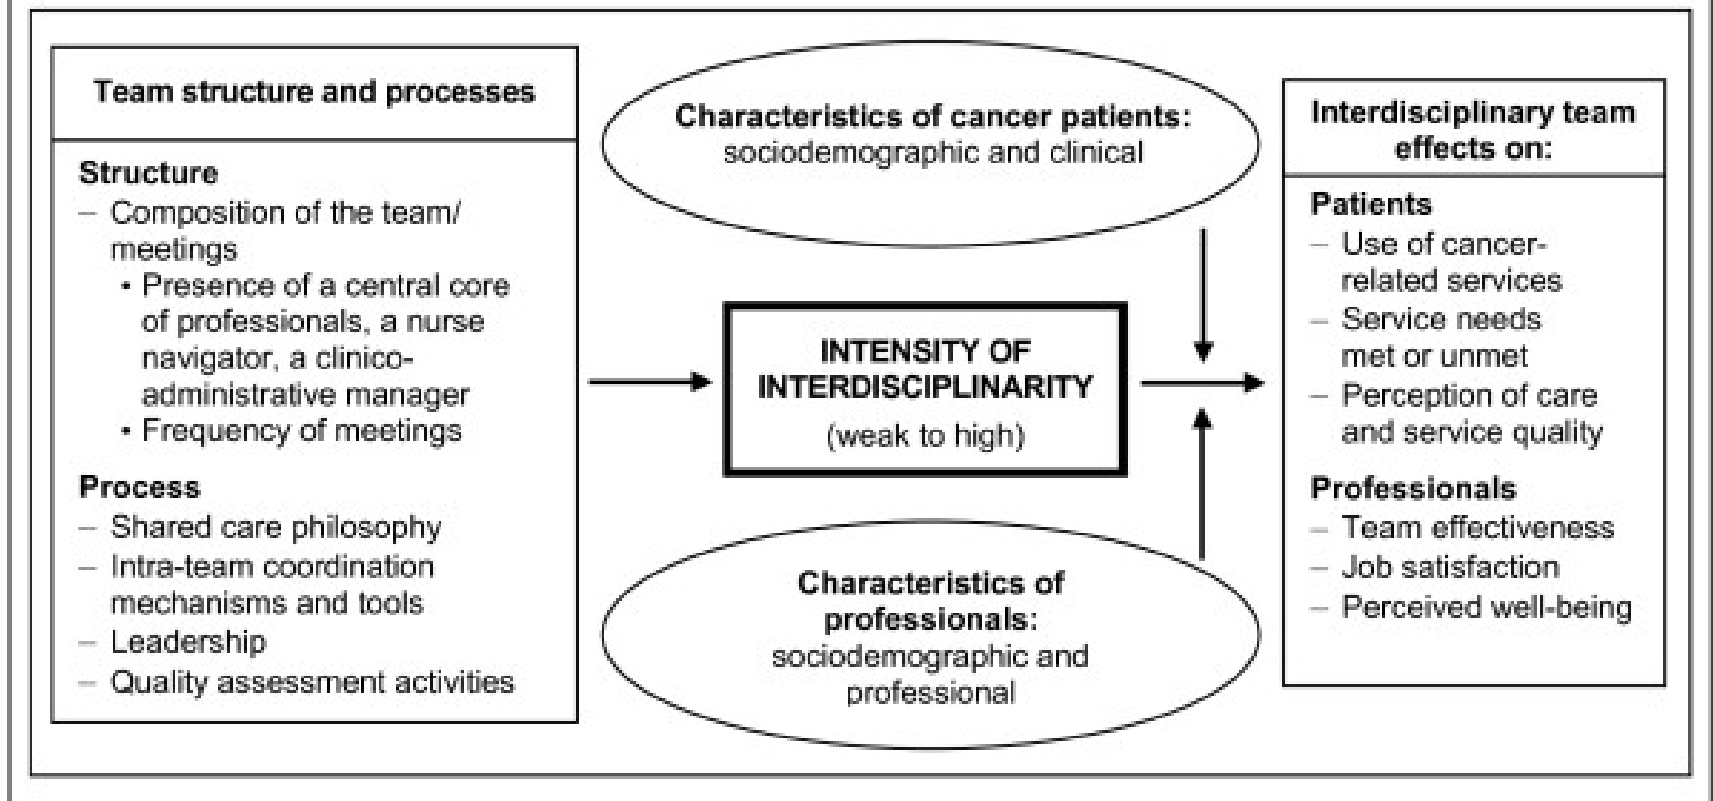 Team structure and processes
Structure
– Composition of the team/
meetings
• Presence of a central core
of professionals, a nurse
navigator, a clinico-
administrative manager
• Frequency of meetings
Process
– Shared care philosophy
– Intra-team coordination
mechanisms and tools
– Leadership
– Quality assessment activities
Characteristics of cancer patients:
sociodemographic and clinical
INTENSITY OF
INTERDISCIPLINARITY
(weak to high)
Characteristics of
professionals:
sociodemographic and
professional
Interdisciplinary team
effects on:
Patients
– Use of cancer-
related services
– Service needs
met or unmet
– Perception of care
and service quality
Professionals
– Team effectiveness
– Job satisfaction
– Perceived well-being